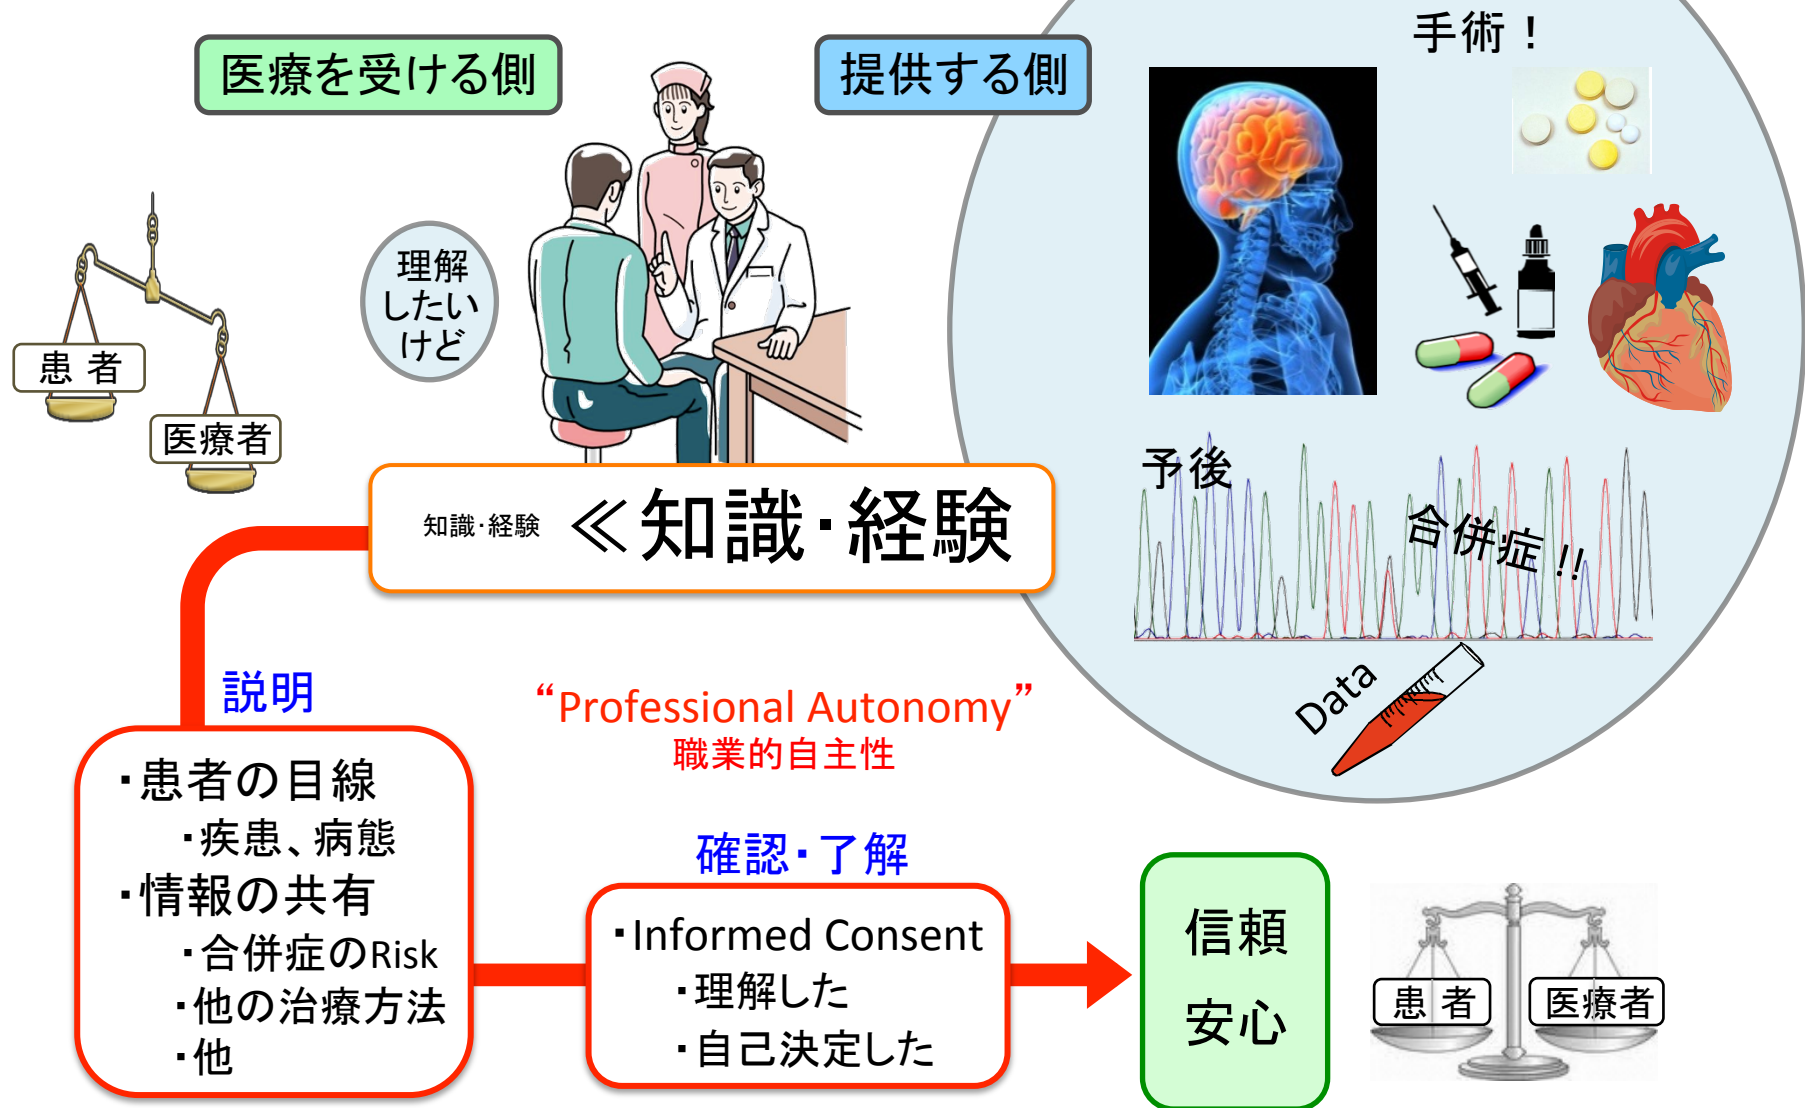 手術！
医療を受ける側
提供する側
理解
したい
けど
患 者
医療者
予後
合併症!!
知識・経験 ≪知識・経験
Data
説明
“Professional Autonomy”
職業的自主性
・患者の目線
・疾患、病態
・情報の共有
・合併症のRisk
・他の治療方法
・他
確認・了解
・Informed Consent
・理解した
・自己決定した
信頼
安心
患 者
医療者